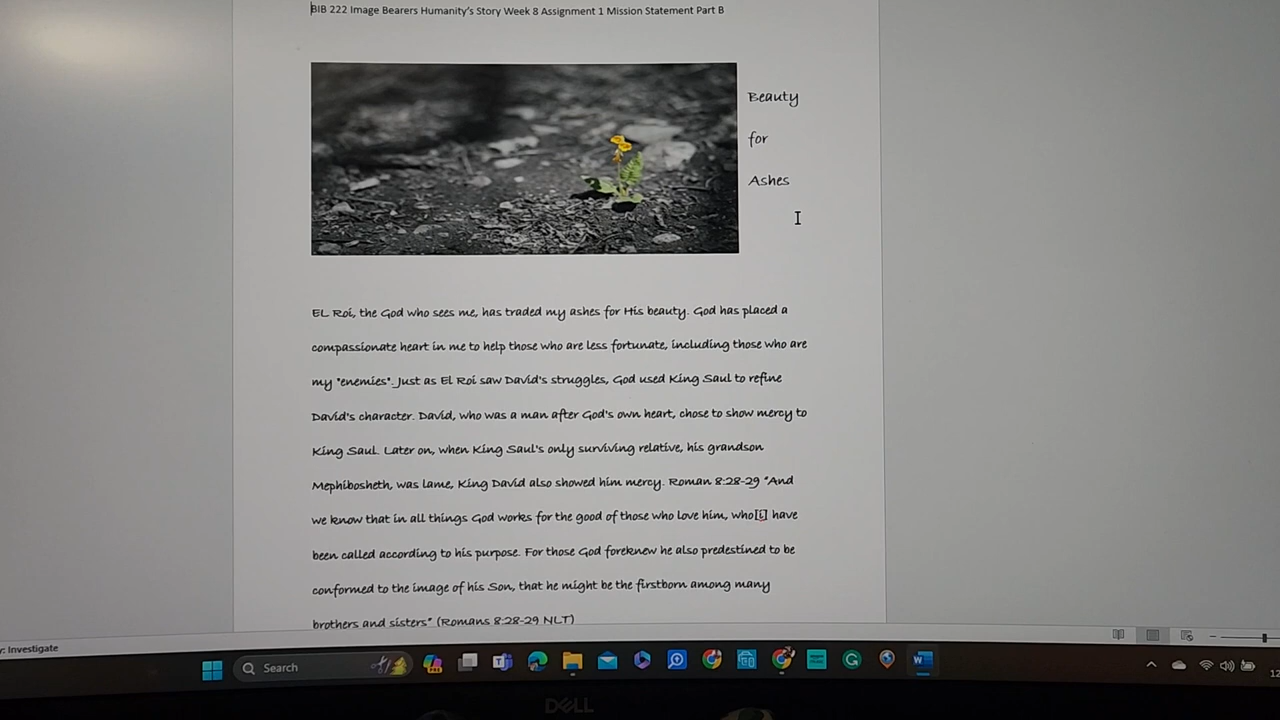 BIB 222 Image Bearers Humanity's Story Week 8 Assignment 1 Mission Statement Part B
Beauty
for
Ashes
EL Roi, the God who sees me, has traded my ashes for His beauty. God has placed a
compassionate heart in me to help those who are less fortunate, including those who are
my "enemies". Just as El Roi saw David's struggles, God used King Saul to refine
David's character. David, who was a man after God's own heart, chose to show mercy to
King Saul. Later on, when King Saul's only surviving relative, his grandson
Mephibosheth, was lame, King David also showed him mercy. Roman 8:28-29 "And
we know that in all things God works for the good of those who love him, who[i] have
been called according to his purpose. For those God foreknew he also predestined to be
conformed to the image of his Son, that he might be the firstborn among many
brothers and sisters" (Romans 8:28-29 NLT)
y: Investigate
Search
DELL